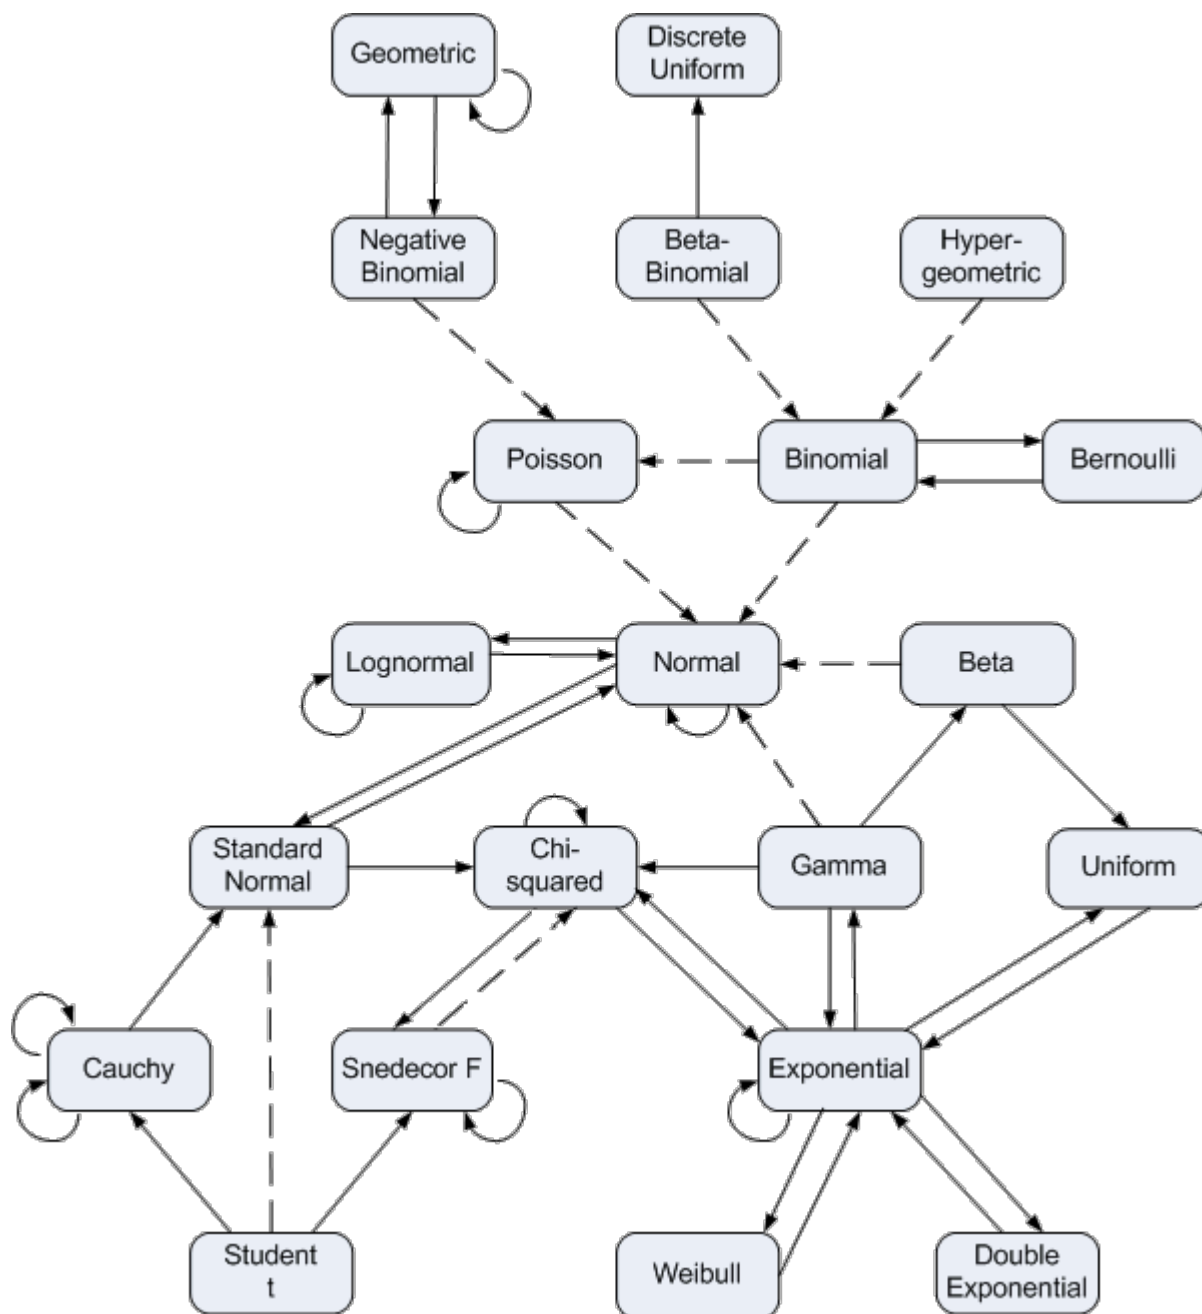 Geometric
Discrete
Uniform
Negative
Binomial
Beta-
Binomial
Hyper-
geometric
Poisson
Binomial
Bernoulli
Lognormal
Normal
Beta
Standard
Normal
Chi-
squared
Gamma
Uniform
Cauchy
Snedecor F
Exponential
Student
t
Weibull
Double
Exponential